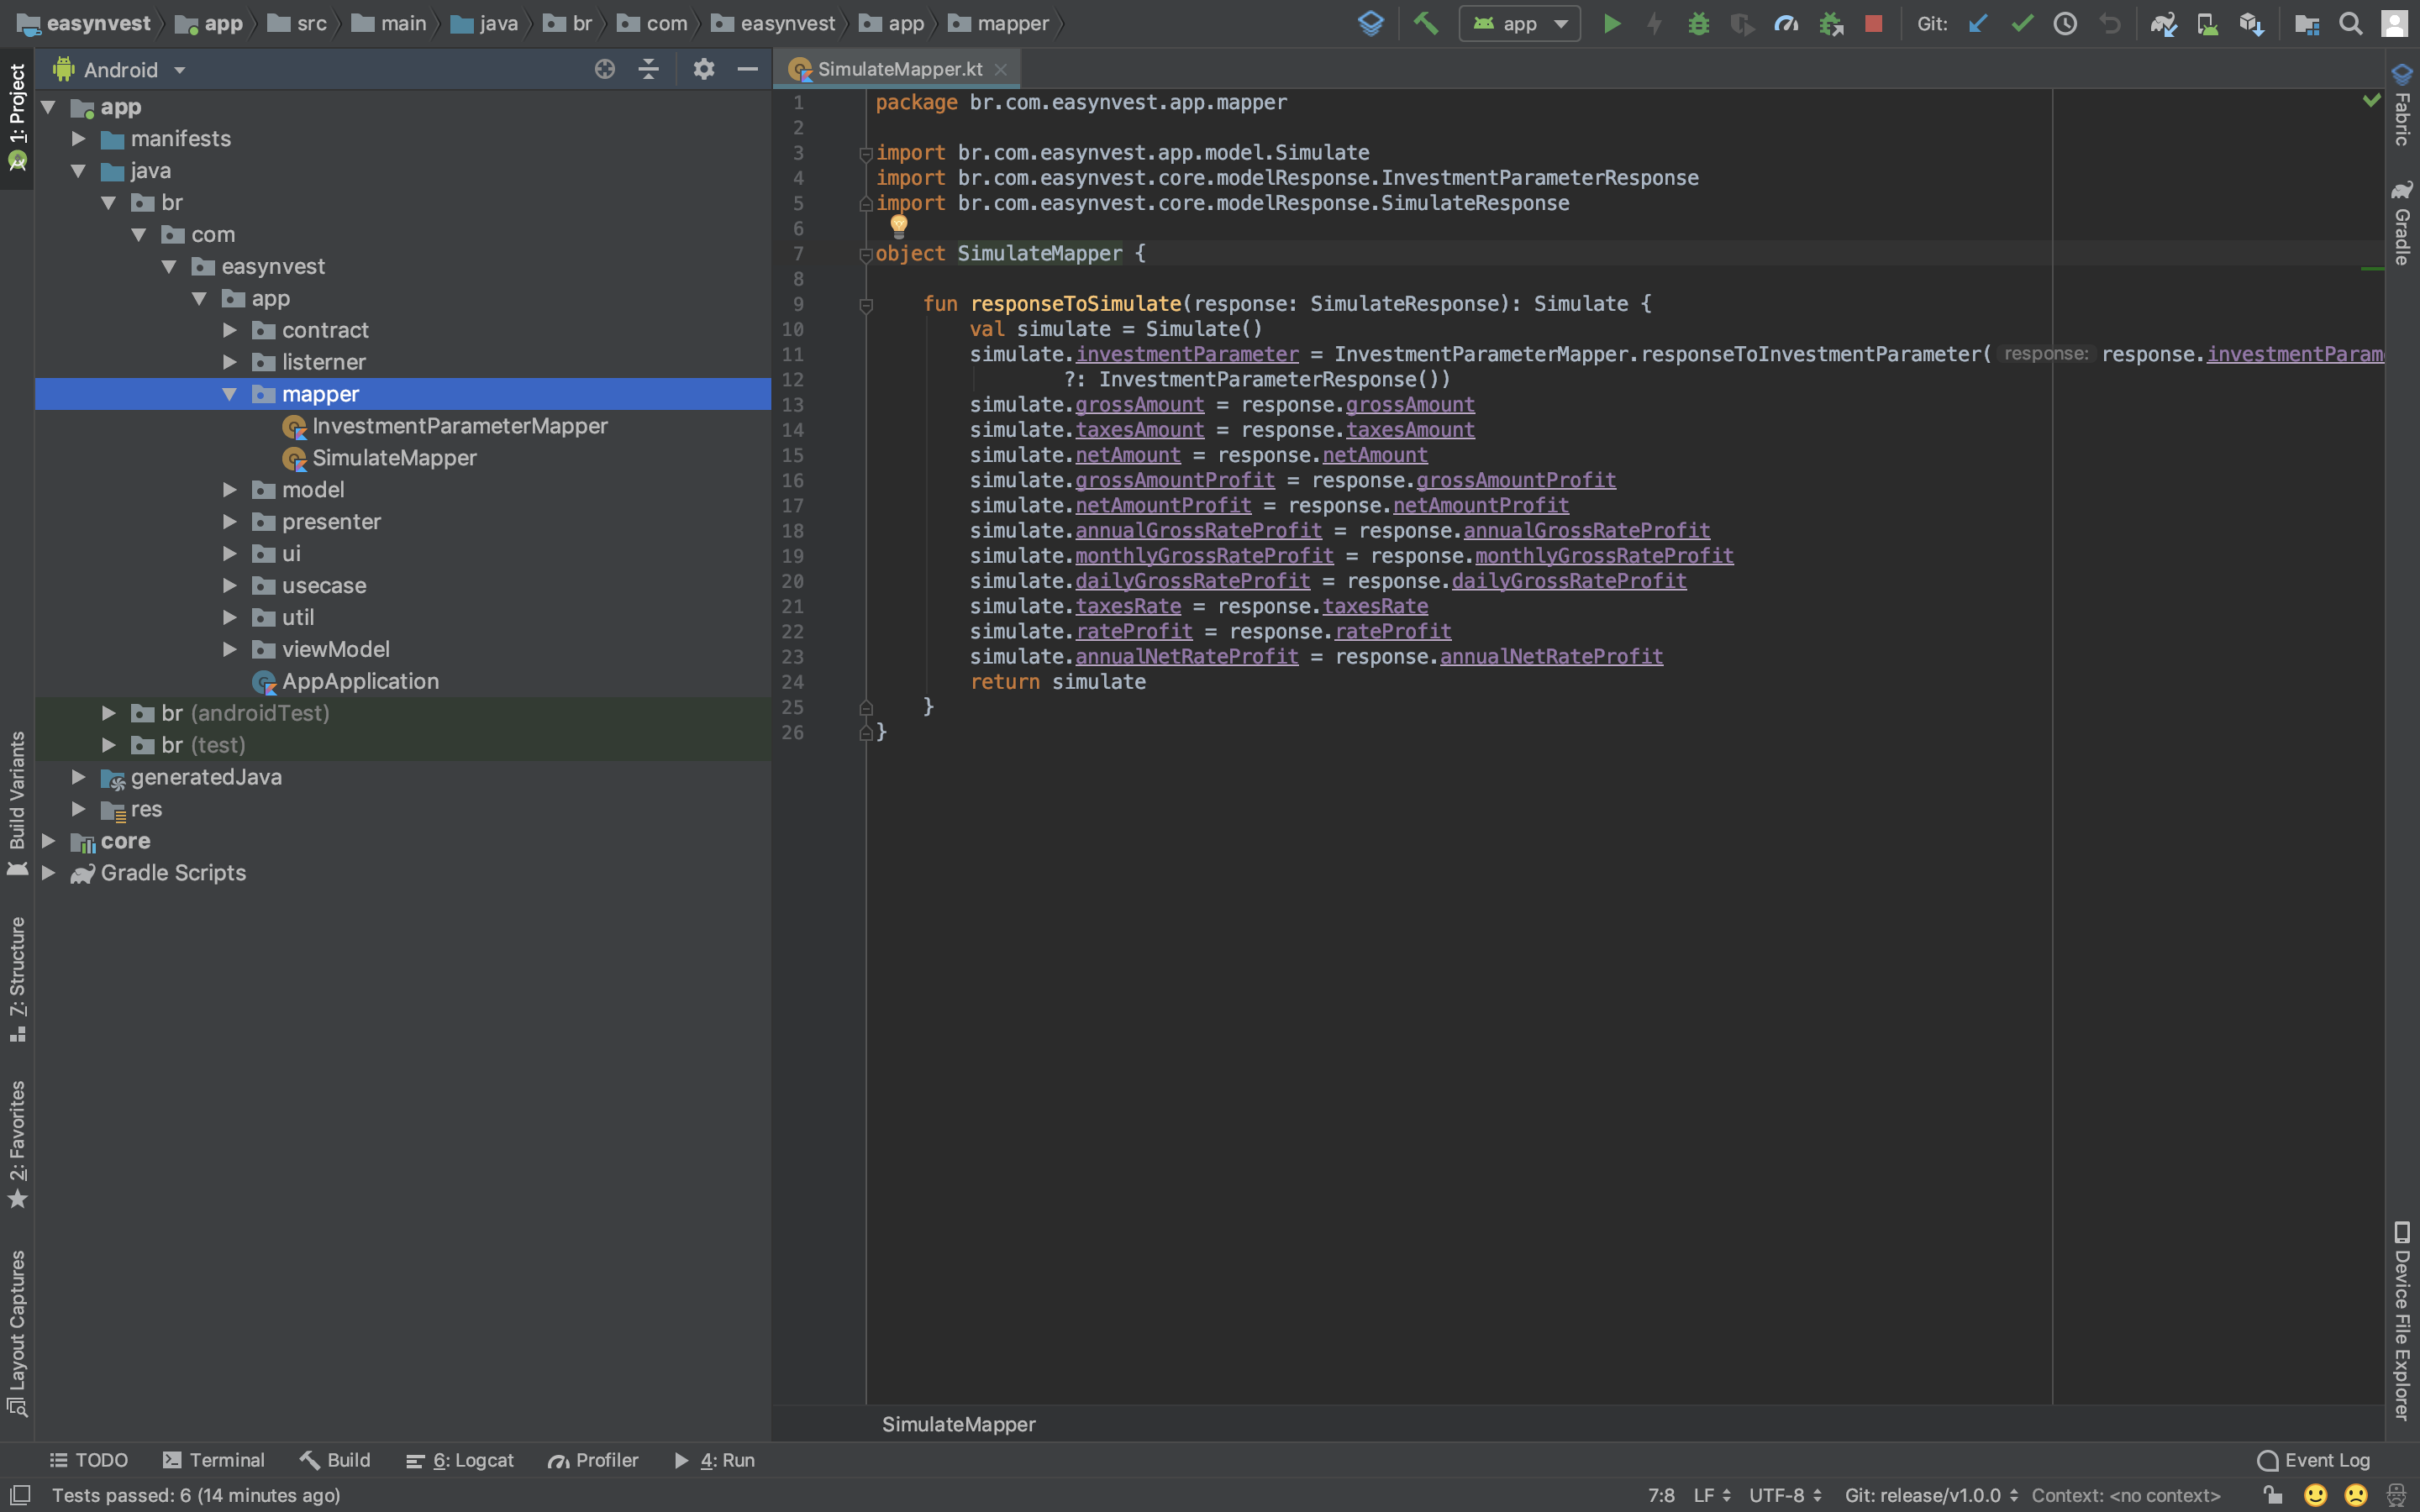 easynvest app src main java br com easynvest app mapper
app
Git:
1: Project
Build Variants
7: Structure
2: Favorites
Layout Captures
Android
app
manifests
java
br
com
easynvest
app
contract
listerner
mapper
InvestmentParameterMapper
SimulateMapper
model
presenter
ui
usecase
util
viewModel
AppApplication
br (androidTest)
br (test)
generatedJava
res
core
Gradle Scripts
SimulateMapper.kt
1 package br.com.easynvest.app.mapper
2
3 import br.com.easynvest.app.model.Simulate
4 import br.com.easynvest.core.modelResponse.InvestmentParameterResponse
5 import br.com.easynvest.core.modelResponse.SimulateResponse
6
7 object SimulateMapper {
8
9 fun responseToSimulate(response: SimulateResponse): Simulate {
10 val simulate = Simulate()
11 simulate.investmentParameter = InvestmentParameterMapper.responseToInvestmentParameter( response: response.investmentParam
12 ?: InvestmentParameterResponse())
13 simulate.grossAmount = response.grossAmount
14 simulate.taxesAmount = response.taxesAmount
15 simulate.netAmount = response.netAmount
16 simulate.grossAmountProfit = response.grossAmountProfit
17 simulate.netAmountProfit = response.netAmountProfit
18 simulate.annualGrossRateProfit = response.annualGrossRateProfit
19 simulate.monthlyGrossRateProfit = response.monthlyGrossRateProfit
20 simulate.dailyGrossRateProfit = response.dailyGrossRateProfit
21 simulate.taxesRate = response.taxesRate
22 simulate.rateProfit = response.rateProfit
23 simulate.annualNetRateProfit = response.annualNetRateProfit
24 return simulate
25 }
26 }
SimulateMapper
Fabric
Gradle
Device File Explorer
TODO Terminal Build 6: Logcat Profiler 4: Run Event Log
Tests passed: 6 (14 minutes ago) 7:8 LF UTF-8 Git: release/v1.0.0 Context: <no context>